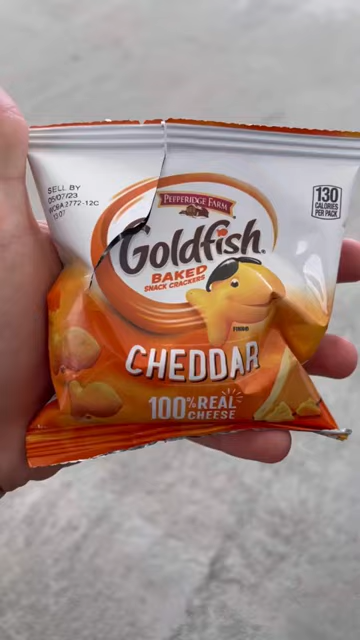 SELL BY
05/07/23
130
CALORIES
PER PACK
PEPPERIDGE FARM
Goldfish
BAKED
SNACK CRACKERS
CHEDDAR
100% REAL
CHEESE